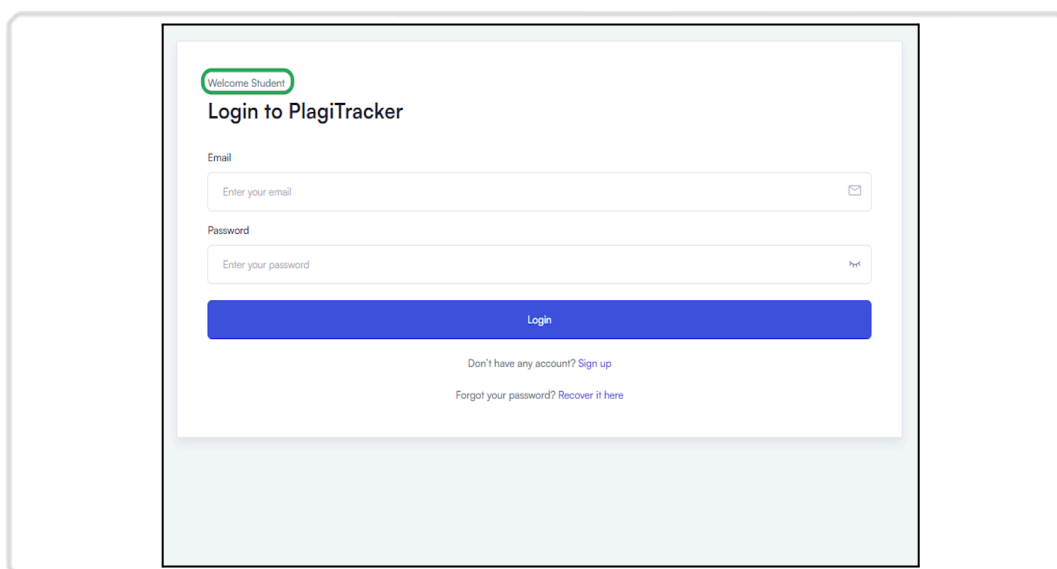 Welcome Student
Login to PlagiTracker
Email
Enter your email
Password
Enter your password
Login
Don't have any account? Sign up
Forgot your password? Recover it here